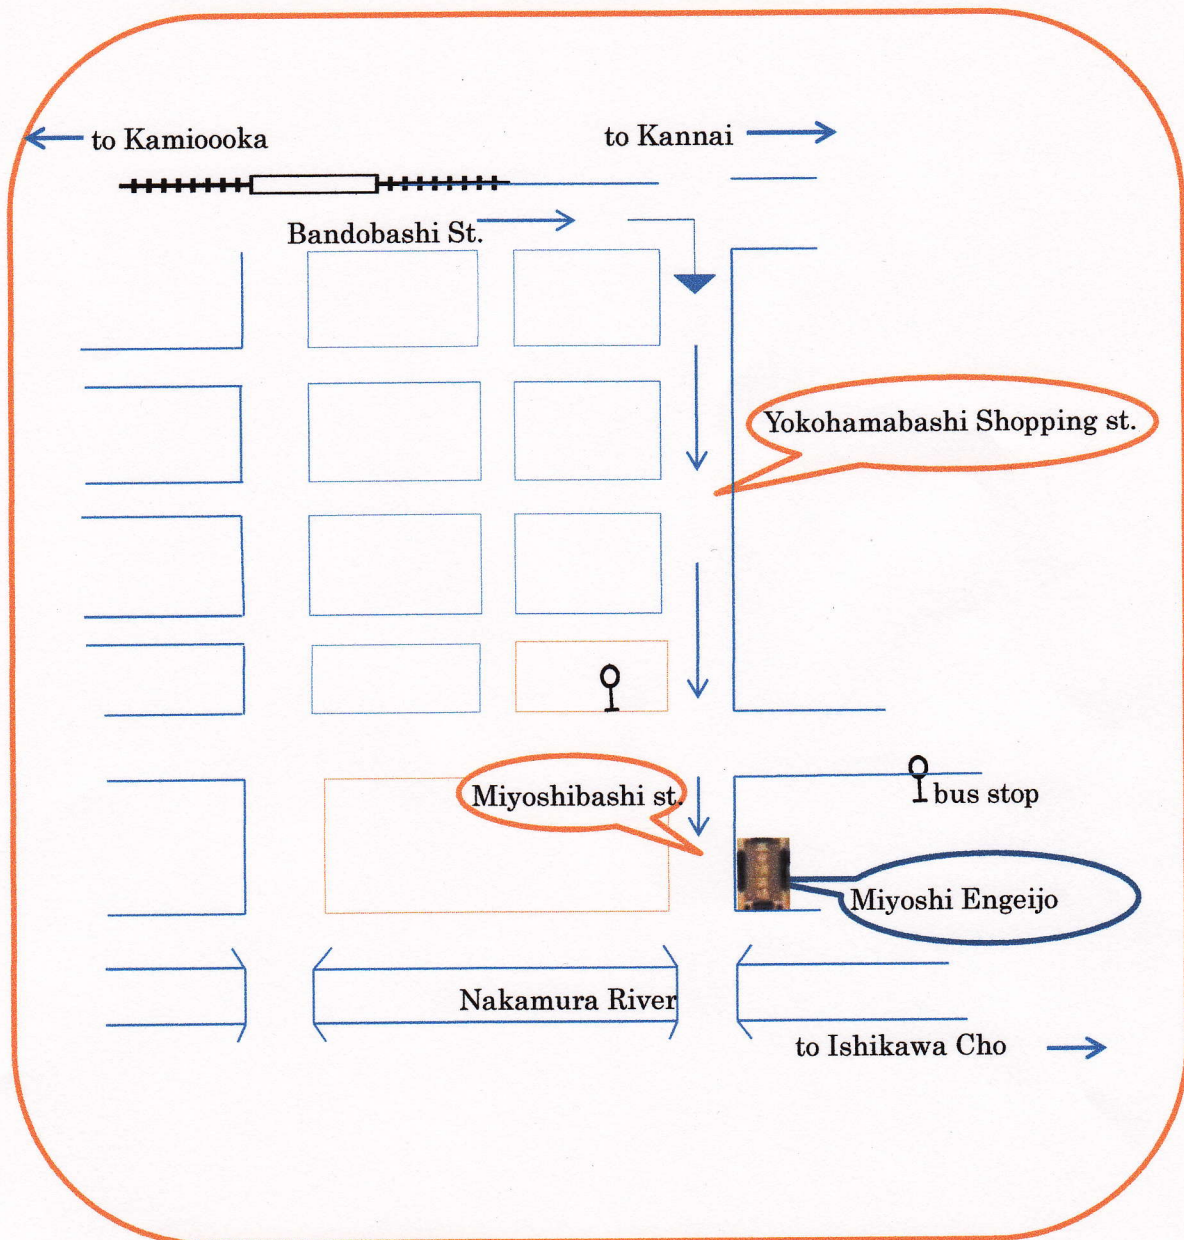 to Kamioooka
to Kannai
Bandobashi St.
Yokohamabashi Shopping st.
Miyoshibashi st.
bus stop
Miyoshi Engeijo
Nakamura River
to Ishikawa Cho